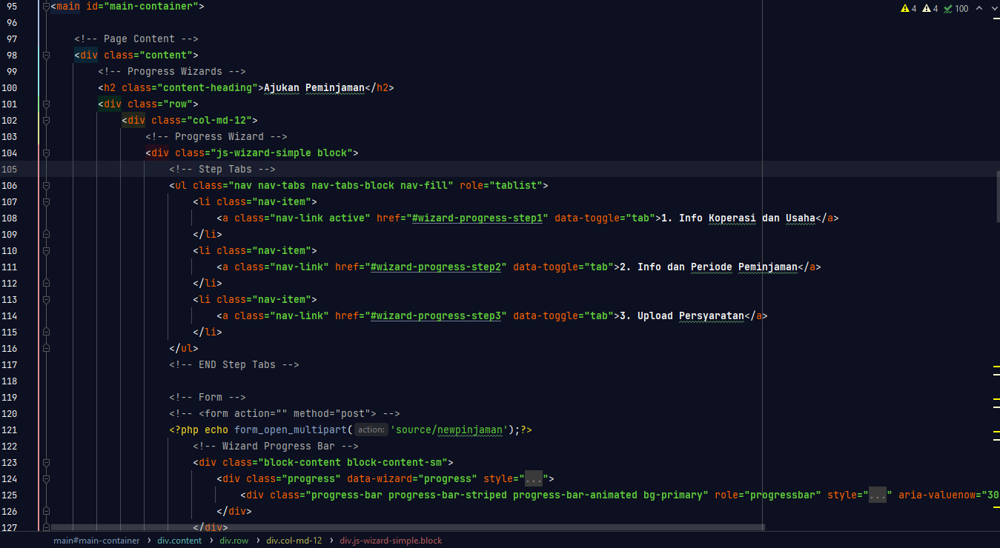 4 4 100
95 <main id="main-container">
96
97 <!-- Page Content -->
98 <div class="content">
99 <!-- Progress Wizards -->
100 <h2 class="content-heading">Ajukan Peminjaman</h2>
101 <div class="row">
102 <div class="col-md-12">
103 <!-- Progress Wizard -->
104 <div class="js-wizard-simple block">
105 <!-- Step Tabs -->
106 <ul class="nav nav-tabs nav-tabs-block nav-fill" role="tablist">
107 <li class="nav-item">
108 <a class="nav-link active" href="#wizard-progress-step1" data-toggle="tab">1. Info Koperasi dan Usaha</a>
109 </li>
110 <li class="nav-item">
111 <a class="nav-link" href="#wizard-progress-step2" data-toggle="tab">2. Info dan Periode Peminjaman</a>
112 </li>
113 <li class="nav-item">
114 <a class="nav-link" href="#wizard-progress-step3" data-toggle="tab">3. Upload Persyaratan</a>
115 </li>
116 </ul>
117 <!-- END Step Tabs -->
118
119 <!-- Form -->
120 <!-- <form action="" method="post"> -->
121 <?php echo form_open_multipart( action: 'source/newpinjaman');?>
122 <!-- Wizard Progress Bar -->
123 <div class="block-content block-content-sm">
124 <div class="progress" data-wizard="progress" style="...">
125 <div class="progress-bar progress-bar-striped progress-bar-animated bg-primary" role="progressbar" style="..." aria-valuenow="30
126 </div>
127 </div>
main#main-container › div.content › div.row › div.col-md-12 › div.js-wizard-simple.block